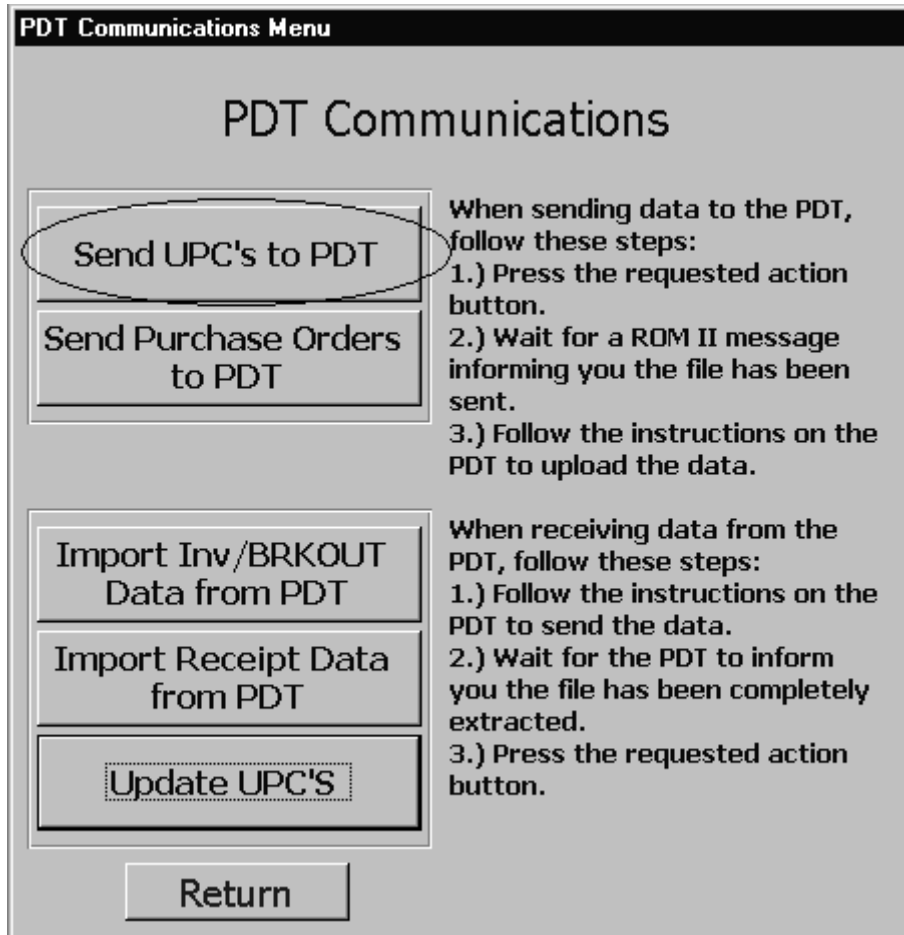 PDT Communications Menu
PDT Communications
Send UPC's to PDT
Send Purchase Orders
to PDT
When sending data to the PDT,
follow these steps:
1.) Press the requested action
button.
2.) Wait for a ROM II message
informing you the file has been
sent.
3.) Follow the instructions on the
PDT to upload the data.
Import Inv/BRKOUT
Data from PDT
Import Receipt Data
from PDT
Update UPC'S
When receiving data from the
PDT, follow these steps:
1.) Follow the instructions on the
PDT to send the data.
2.) Wait for the PDT to inform
you the file has been completely
extracted.
3.) Press the requested action
button.
Return